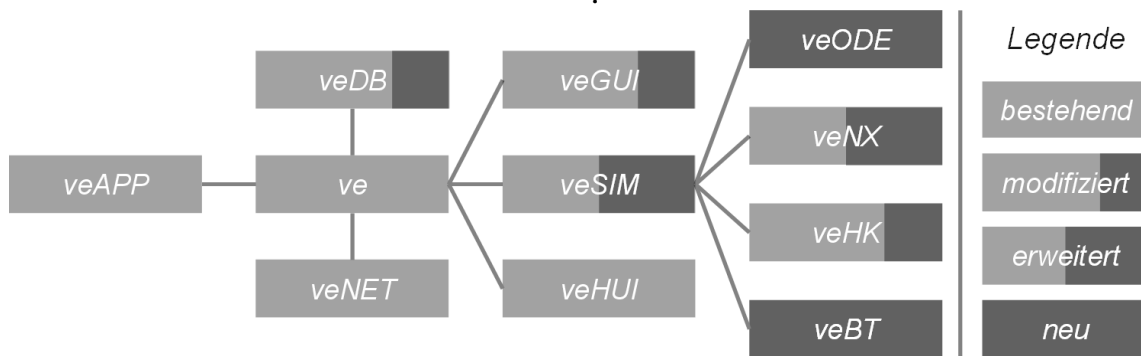 veAPP
veDB
ve
veNET
veGUI
veSIM
veHUI
veODE
veNX
veHK
veBT
Legende
bestehend
modifiziert
erweitert
neu